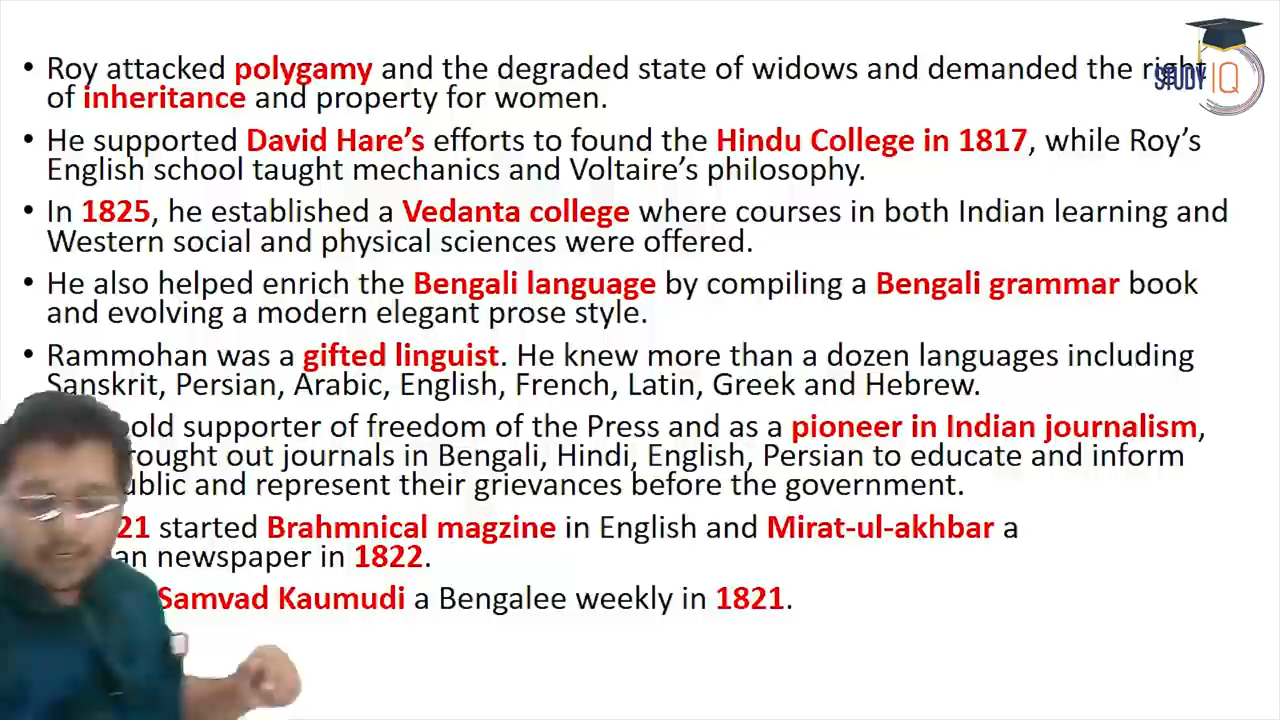 • Roy attacked polygamy and the degraded state of widows and demanded the right
of inheritance and property for women.
• He supported David Hare’s efforts to found the Hindu College in 1817, while Roy’s
English school taught mechanics and Voltaire’s philosophy.
• In 1825, he established a Vedanta college where courses in both Indian learning and
Western social and physical sciences were offered.
• He also helped enrich the Bengali language by compiling a Bengali grammar book
and evolving a modern elegant prose style.
• Rammohan was a gifted linguist. He knew more than a dozen languages including
Sanskrit, Persian, Arabic, English, French, Latin, Greek and Hebrew.
supporter of freedom of the Press and as a pioneer in Indian journalism,
journals in Bengali, Hindi, English, Persian to educate and inform
and represent their grievances before the government.
started Brahmnical magzine in English and Mirat-ul-akhbar a
newspaper in 1822.
Samvad Kaumudi a Bengalee weekly in 1821.
STUDY IQ